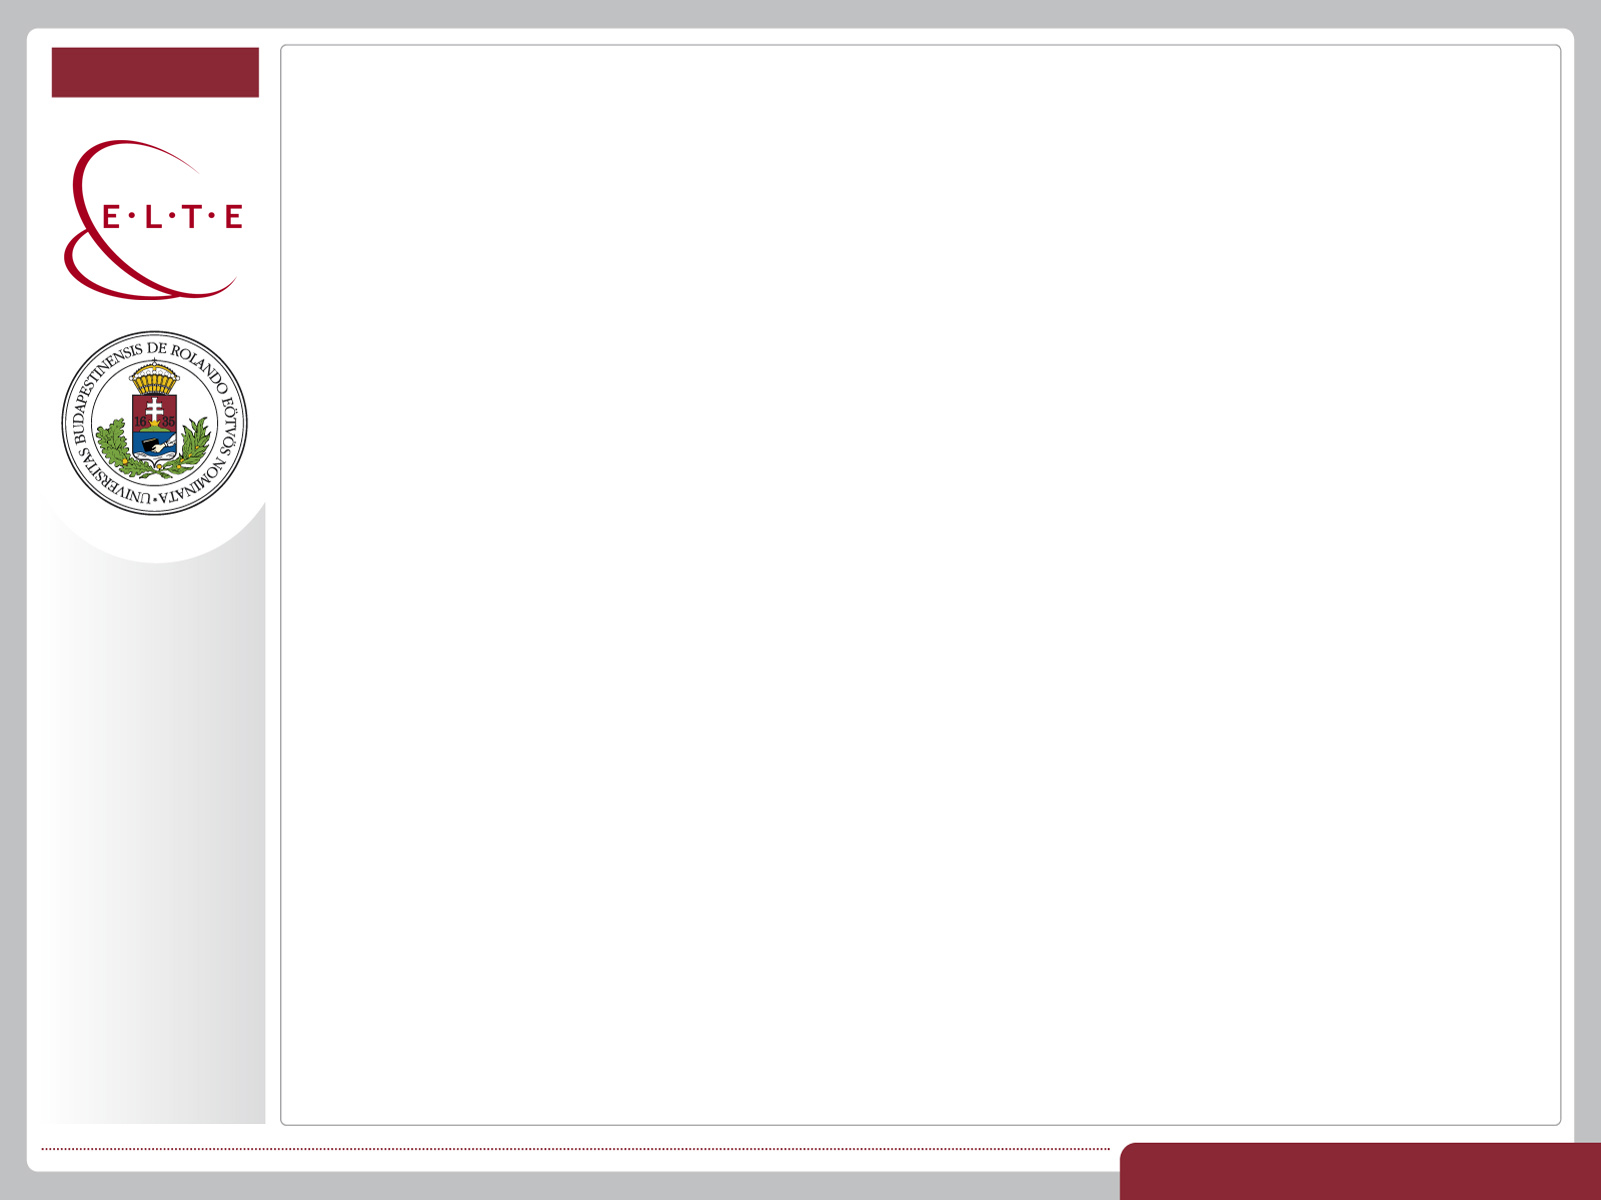 E·L·T·E
UNIVERSITAS BUDAPESTINENSIS DE ROLANDO EÖTVÖS NOMINATA •
16 35